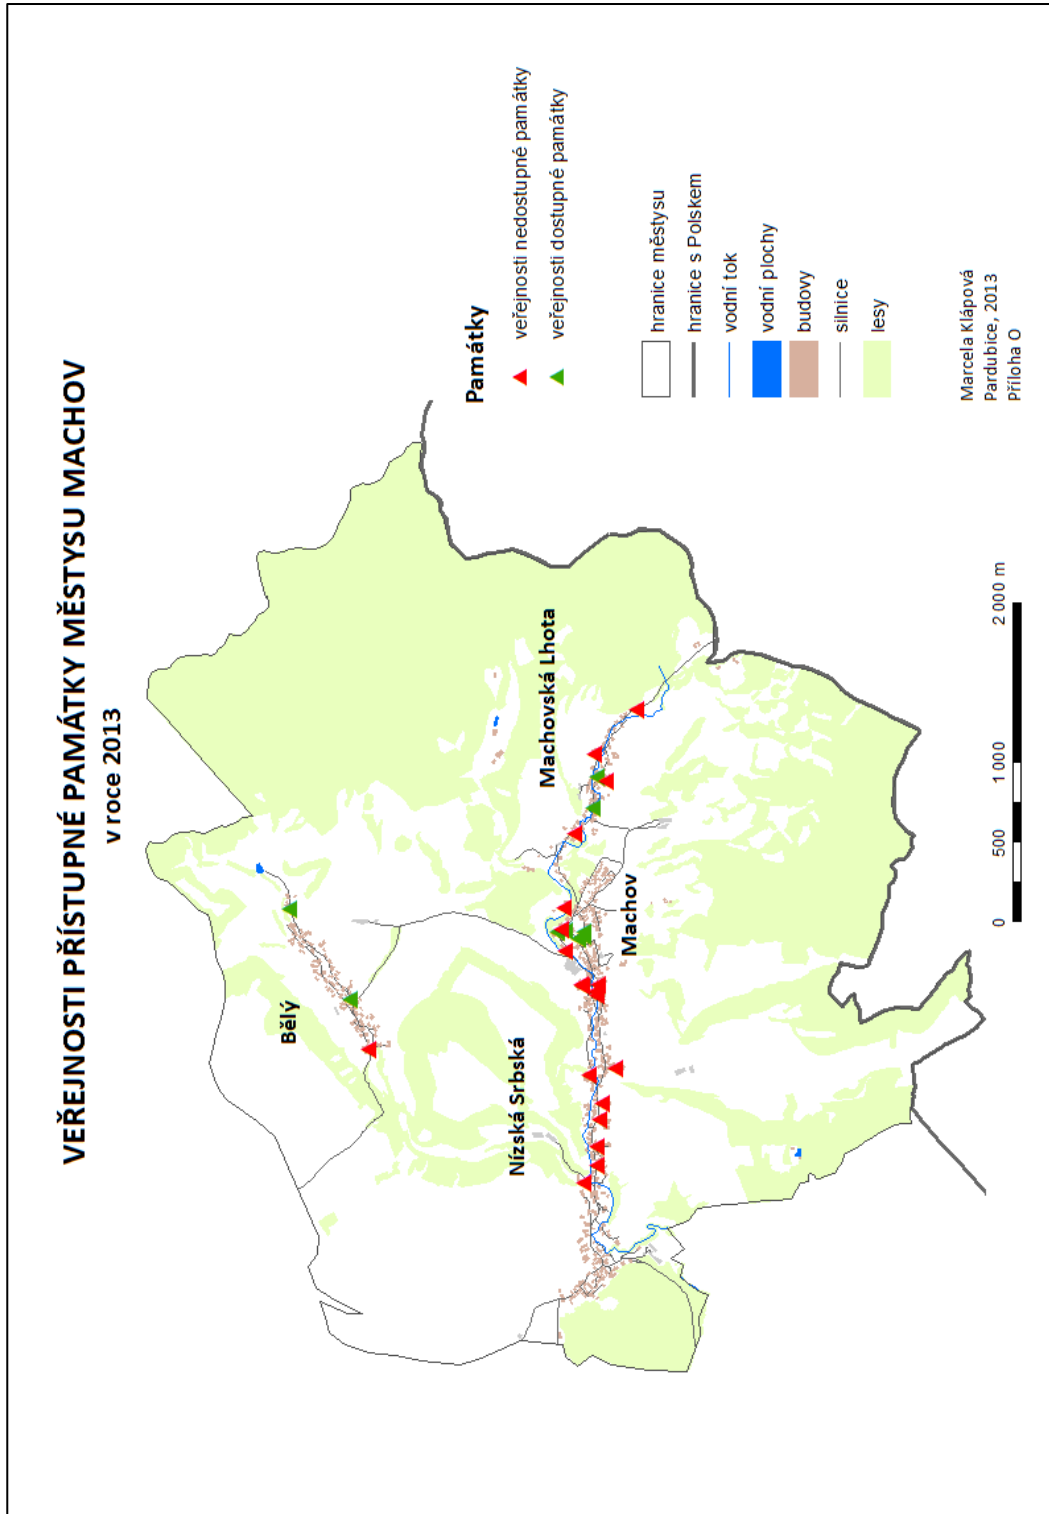 VEŘEJNOSTI PŘÍSTUPNÉ PAMÁTKY MĚSTYSU MACHOV
v roce 2013
Bělý
Nízská Srbská
Machov
Machovská Lhota
Památky
veřejnosti nedostupné památky
veřejnosti dostupné památky
hranice městysu
hranice s Polskem
vodní tok
vodní plochy
budovy
silnice
lesy
0 500 1 000 2 000 m
Marcela Klápová
Pardubice, 2013
Příloha O